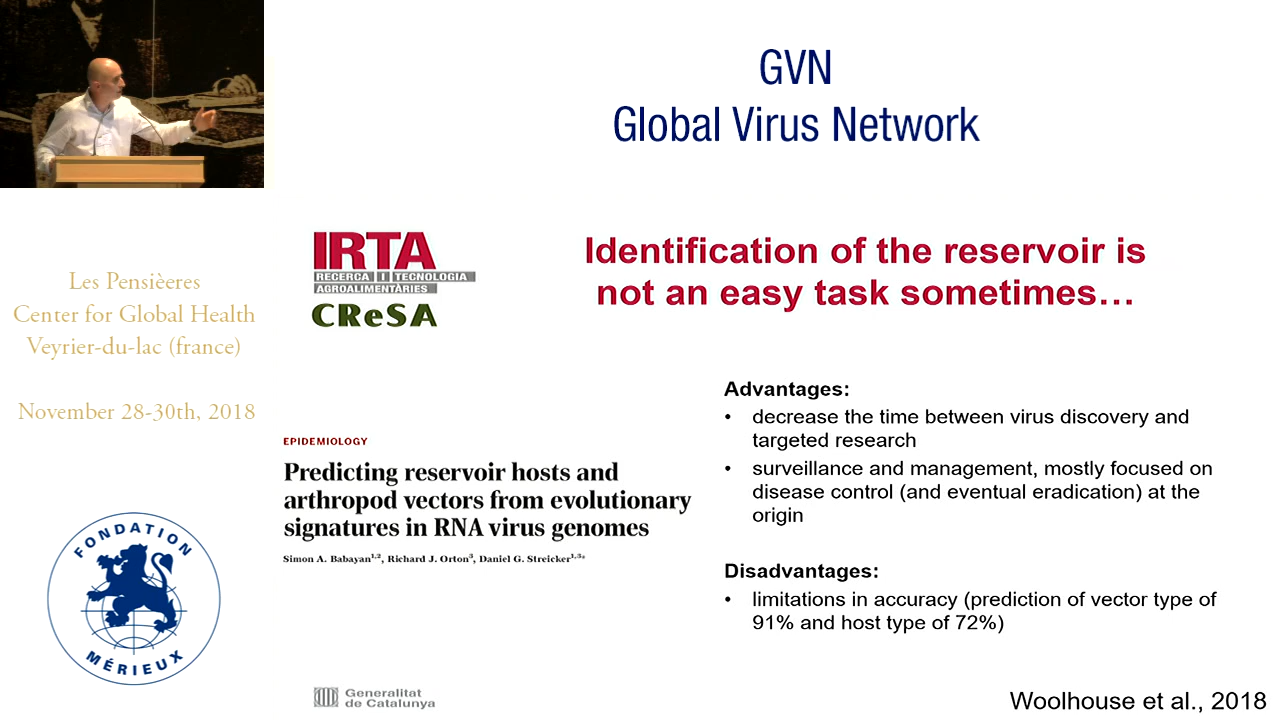 GVN
Global Virus Network
Les Pensièeres
Center for Global Health
Veyrier-du-lac (france)
November 28-30th, 2018
FONDATION
MÉRIEUX
IRTA
RECERCA I TECNOLOGIA
AGROALIMENTÀRIES
CReSA
Identification of the reservoir is
not an easy task sometimes…
EPIDEMIOLOGY
Predicting reservoir hosts and
arthropod vectors from evolutionary
signatures in RNA virus genomes
Simon A. Babayan1,2, Richard J. Orton3, Daniel G. Streicker1,3*
Advantages:
• decrease the time between virus discovery and
targeted research
• surveillance and management, mostly focused on
disease control (and eventual eradication) at the
origin
Disadvantages:
• limitations in accuracy (prediction of vector type of
91% and host type of 72%)
Generalitat
de Catalunya
Woolhouse et al., 2018